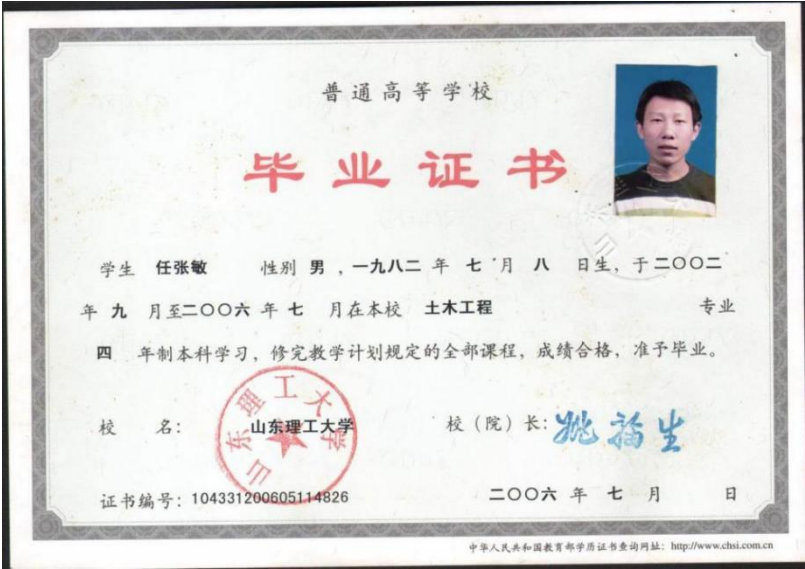 普通高等学校
毕业证书
学生 任张敏 性别 男 ，一九八二 年 七 月 八 日生，于二〇〇二
年 九 月至二〇〇六 年 七 月在本校 土木工程 专业
四 年制本科学习，修完教学计划规定的全部课程，成绩合格，准予毕业。
校 名： 山东理工大学 校（院）长：姚福生
山东理工大学
证书编号：104331200605114826 二〇〇六 年 七 月 日
中华人民共和国教育部学历证书查询网址：http://www.chsi.com.cn